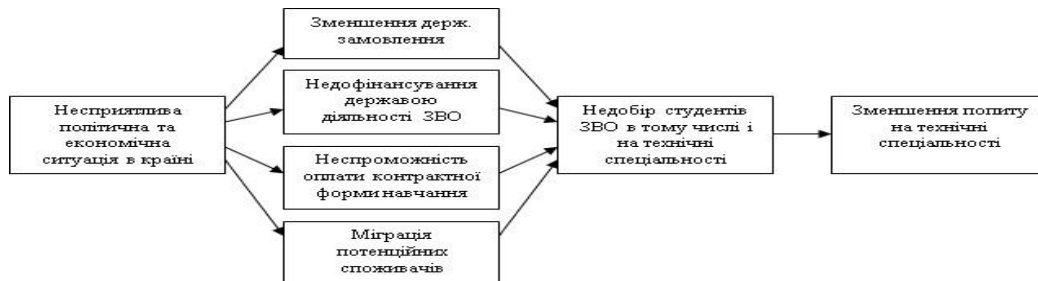 Несприятлива
політична та
економічна
ситуація в країні
Зменшення держ.
замовлення
Недофінансування
державою
діяльності ЗВО
Неспроможність
оплати контрактної
форми навчання
Міграція
потенційних
споживачів
Недобір студентів
ЗВО в тому числі і
на технічні
спеціальності
Зменшення попиту
на технічні
спеціальності